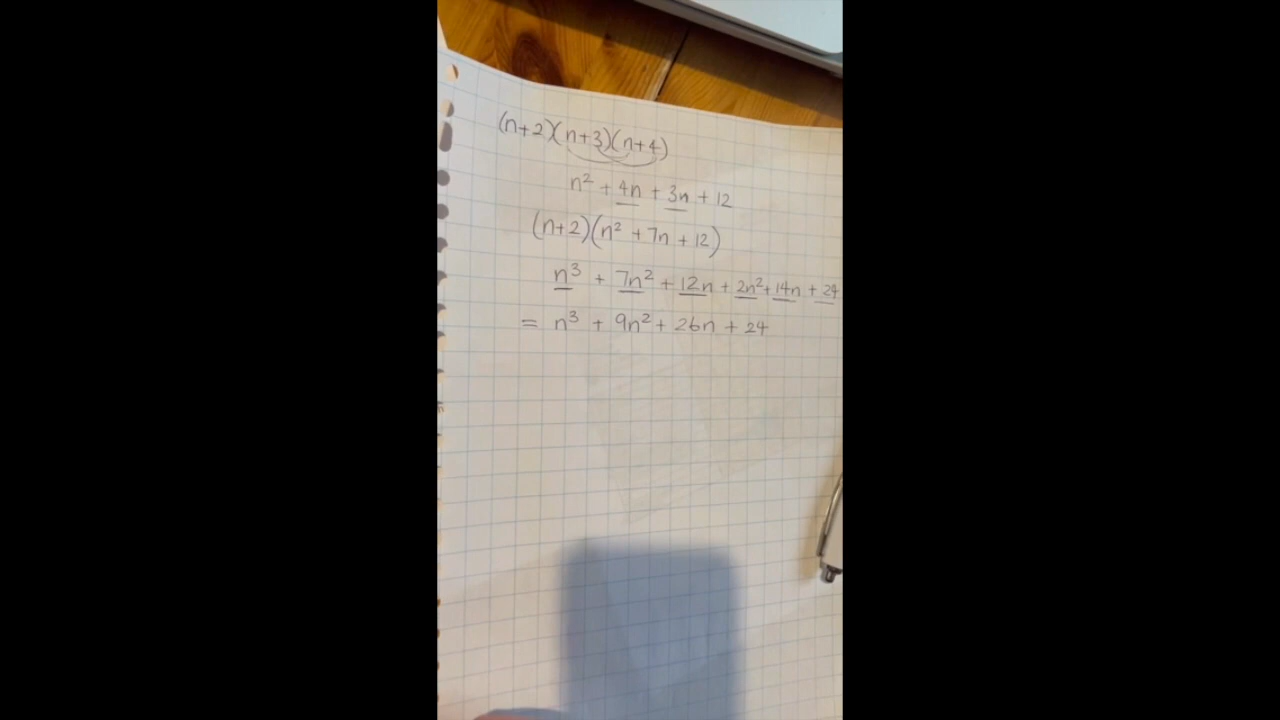 (n+2)(n+3)(n+4)
n² + 4n + 3n + 12
(n+2)(n² + 7n + 12)
n³ + 7n² + 12n + 2n² + 14n + 24
= n³ + 9n² + 26n + 24